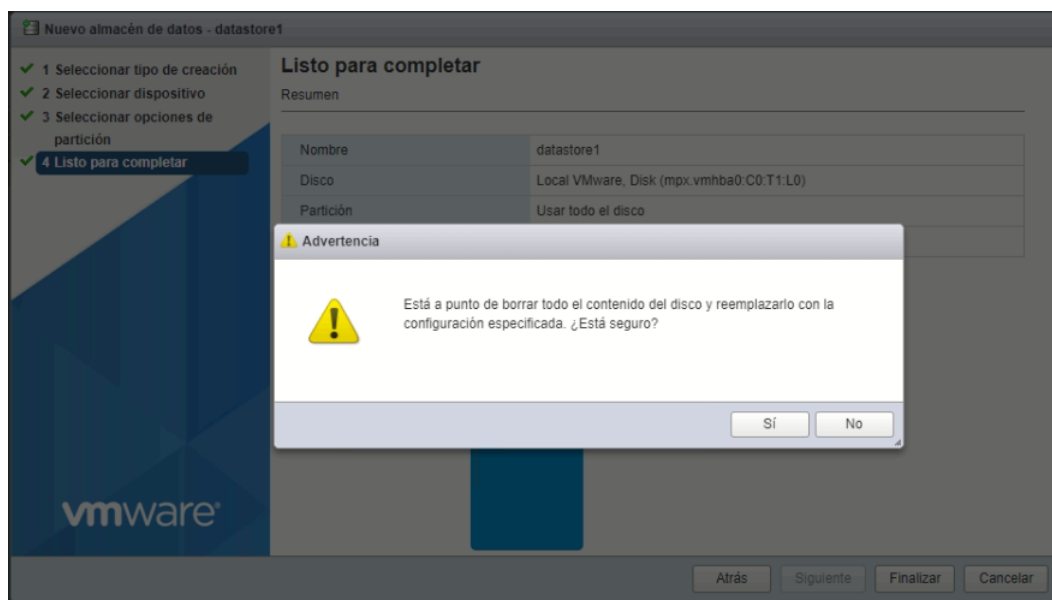 Nuevo almacén de datos - datastore1
1 Seleccionar tipo de creación
2 Seleccionar dispositivo
3 Seleccionar opciones de
partición
4 Listo para completar
Listo para completar
Resumen
Nombre datastore1
Disco Local VMware, Disk (mpx.vmhba0:C0:T1:L0)
Partición Usar todo el disco
Advertencia
Está a punto de borrar todo el contenido del disco y reemplazarlo con la
configuración especificada. ¿Está seguro?
Sí No
vmware®
Atrás Siguiente Finalizar Cancelar